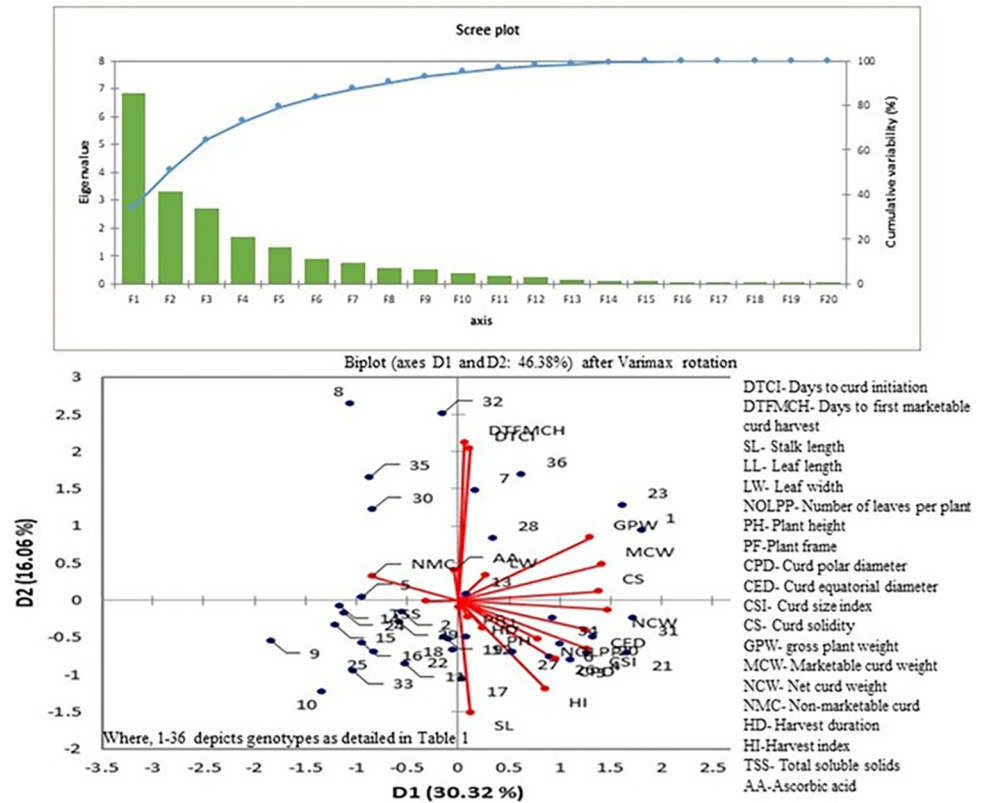 Scree plot
8
7
6
5
4
3
2
1
0
Eigenvalue
100
80
60
40
20
0
Cumulative variability (%)
F1 F2 F3 F4 F5 F6 F7 F8 F9 F10 F11 F12 F13 F14 F15 F16 F17 F18 F19 F20
axis
Biplot (axes D1 and D2: 46.38%) after Varimax rotation
3
2.5
2
1.5
1
0.5
0
-0.5
-1
-1.5
-2
D2 (16.06 %)
8
32
DTFMCH
DTCI
35
36
7
30
23
1
28
GPW
MCW
AA
LW
NMC
CS
5
13
TSS
2
NCW
31
HD
PH
CED
15
16
22
9
25
33
27
CSI
21
10
17
HI
SL
Where, 1-36 depicts genotypes as detailed in Table 1
-3.5 -3 -2.5 -2 -1.5 -1 -0.5 0 0.5 1 1.5 2 2.5
D1 (30.32 %)
DTCI- Days to curd initiation
DTFMCH- Days to first marketable
curd harvest
SL- Stalk length
LL- Leaf length
LW- Leaf width
NOLPP- Number of leaves per plant
PH- Plant height
PF-Plant frame
CPD- Curd polar diameter
CED- Curd equatorial diameter
CSI- Curd size index
CS- Curd solidity
GPW- gross plant weight
MCW- Marketable curd weight
NCW- Net curd weight
NMC- Non-marketable curd
HD- Harvest duration
HI-Harvest index
TSS- Total soluble solids
AA-Ascorbic acid